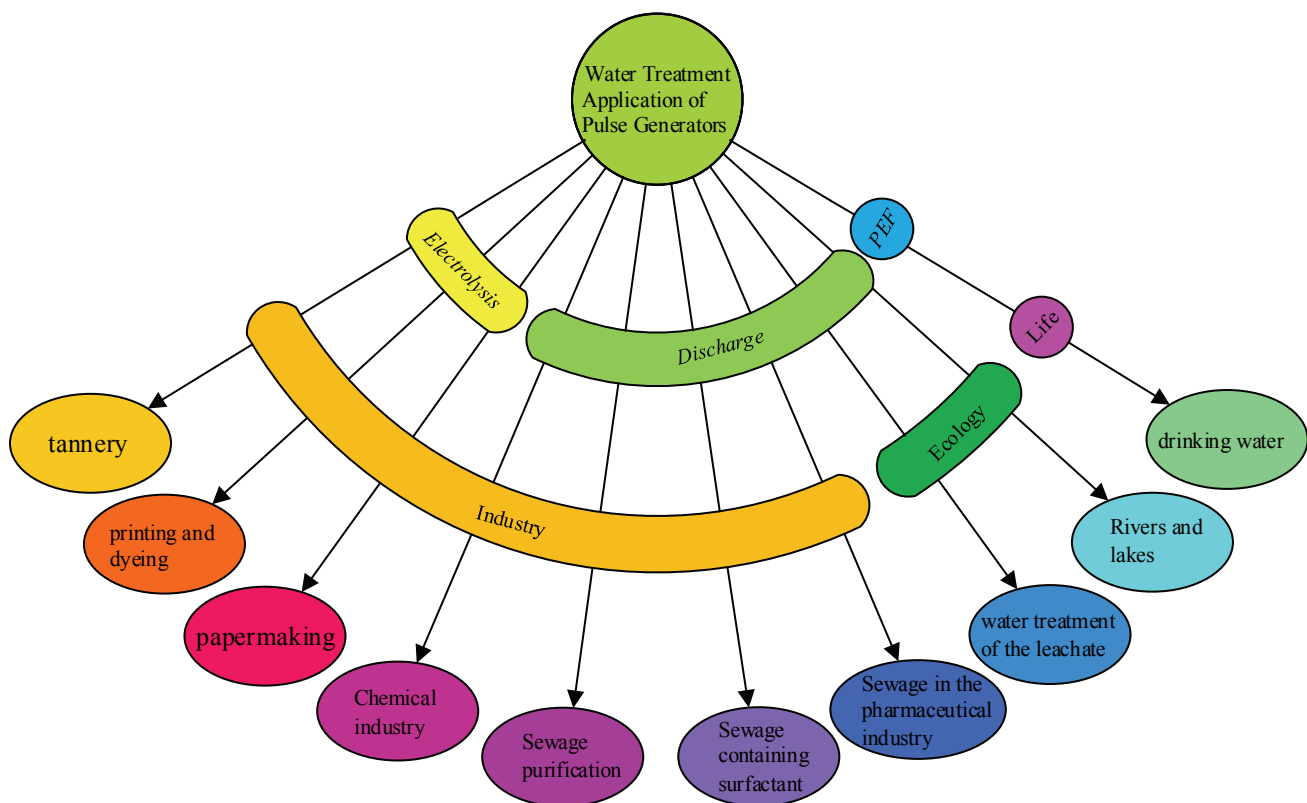 Water Treatment
Application of
Pulse Generators
PEF
Electrolysis
Life
Discharge
Ecology
Industry
tannery
drinking water
printing and
dyeing
Rivers and
lakes
papermaking
water treatment
of the leachate
Chemical
industry
Sewage in the
pharmaceutical
industry
Sewage
purification
Sewage
containing
surfactant